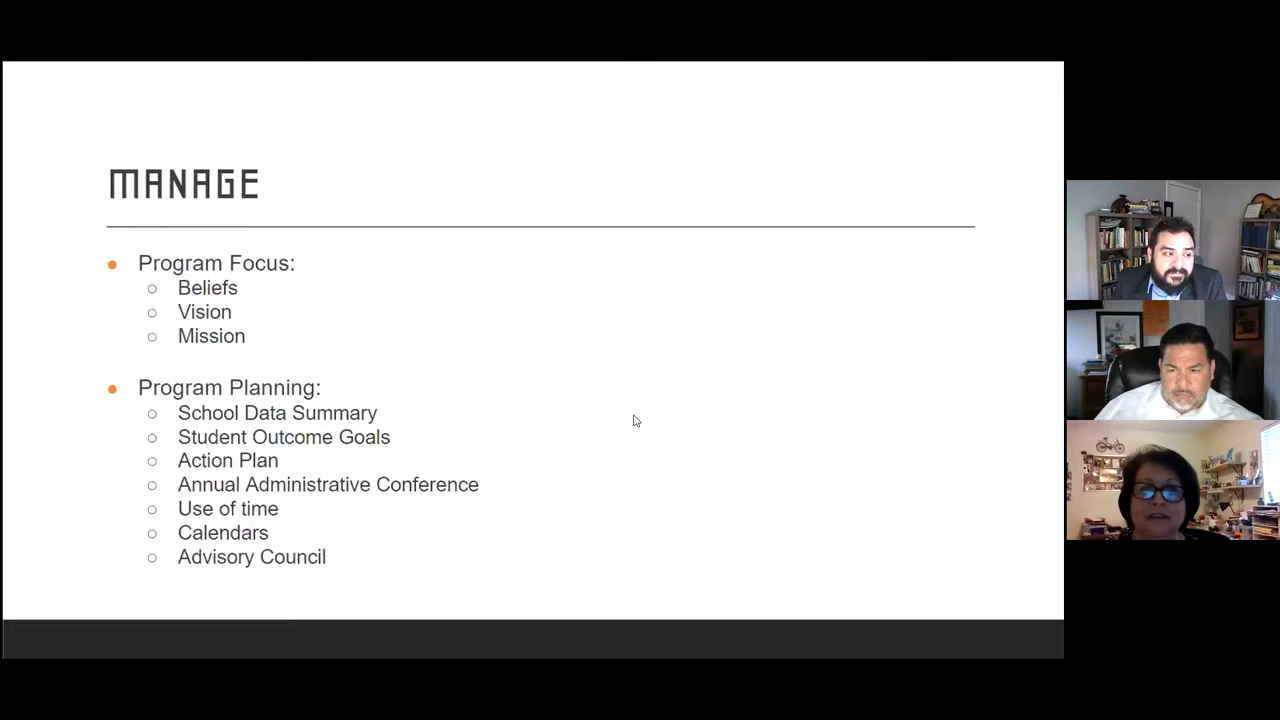 MANAGE
Program Focus:
Beliefs
Vision
Mission
Program Planning:
School Data Summary
Student Outcome Goals
Action Plan
Annual Administrative Conference
Use of time
Calendars
Advisory Council